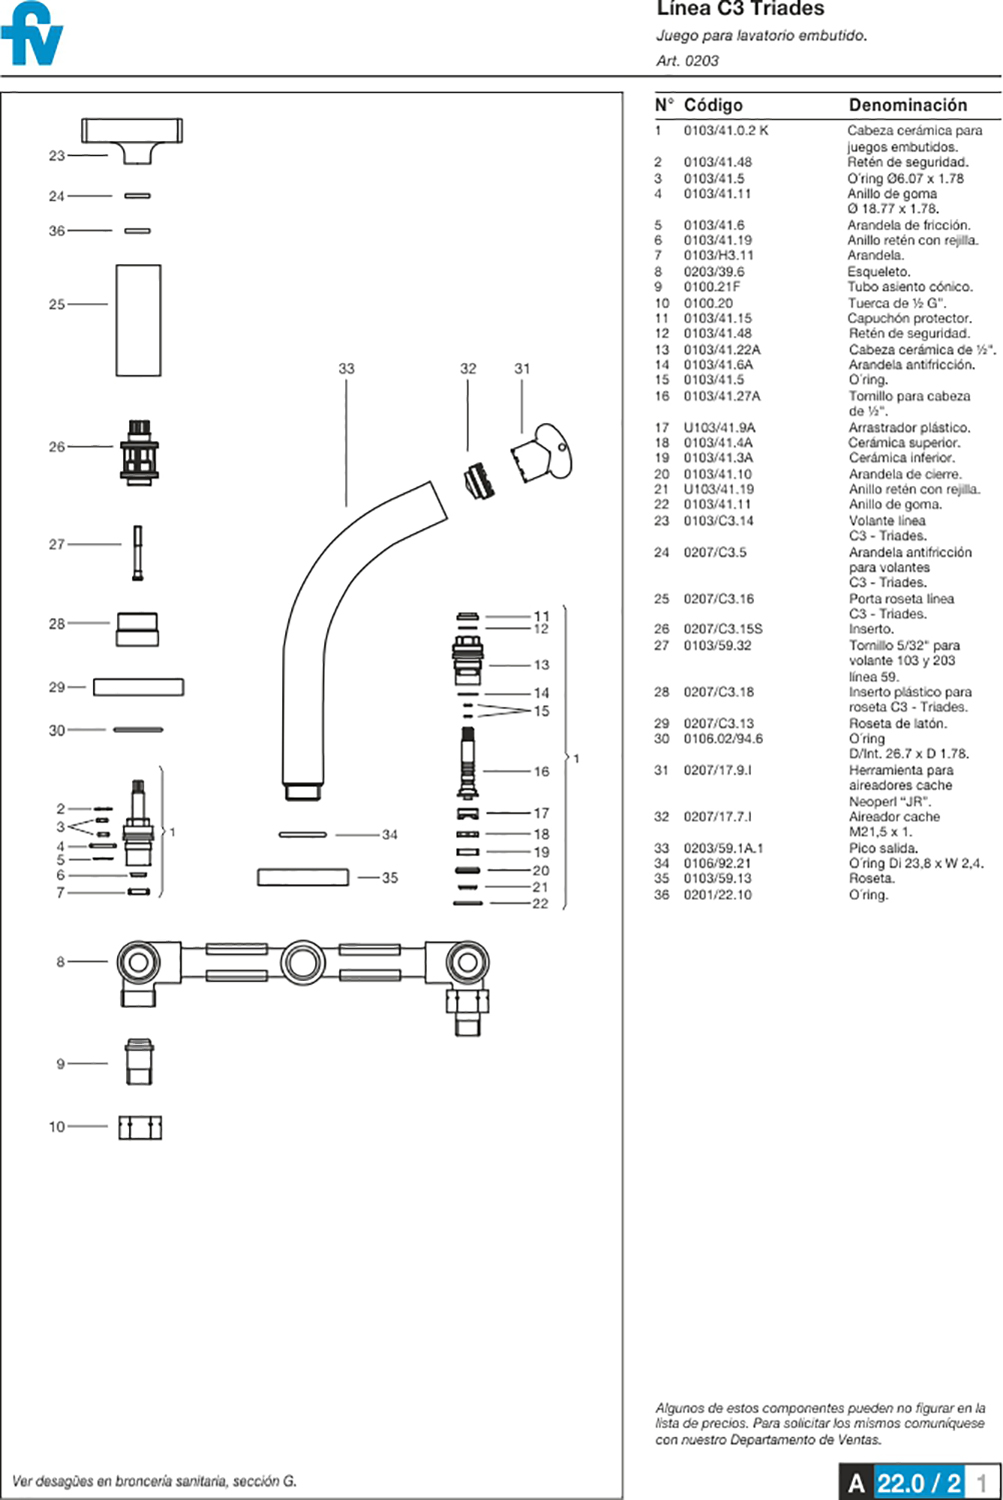 fv
Línea C3 Triades
Juego para lavatorio embutido.
Art. 0203
N° Código Denominación
1 0103/41.0.2 K Cabeza cerámica para
juegos embutidos.
2 0103/41.48 Retén de seguridad.
3 0103/41.5 O´ring Ø6.07 x 1.78
4 0103/41.11 Anillo de goma
Ø 18.77 x 1.78.
5 0103/41.6 Arandela de fricción.
6 0103/41.19 Anillo retén con rejilla.
7 0103/H3.11 Arandela.
8 0203/39.6 Esqueleto.
9 0100.21F Tubo asiento cónico.
10 0100.20 Tuerca de ½ G".
11 0103/41.15 Capuchón protector.
12 0103/41.48 Retén de seguridad.
13 0103/41.22A Cabeza cerámica de ½".
14 0103/41.6A Arandela antifricción.
15 0103/41.5 O´ring.
16 0103/41.27A Tornillo para cabeza
de ½".
17 U103/41.9A Arrastrador plástico.
18 0103/41.4A Cerámica superior.
19 0103/41.3A Cerámica inferior.
20 0103/41.10 Arandela de cierre.
21 U103/41.19 Anillo retén con rejilla.
22 0103/41.11 Anillo de goma.
23 0103/C3.14 Volante línea
C3 - Triades.
24 0207/C3.5 Arandela antifricción
para volantes
C3 - Triades.
25 0207/C3.16 Porta roseta línea
C3 - Triades.
26 0207/C3.15S Inserto.
27 0103/59.32 Tornillo 5/32" para
volante 103 y 203
línea 59.
28 0207/C3.18 Inserto plástico para
roseta C3 - Triades.
29 0207/C3.13 Roseta de latón.
30 0106.02/94.6 O´ring
D/Int. 26.7 x D 1.78.
31 0207/17.9.I Herramienta para
aireadores cache
Neoperl “JR”.
32 0207/17.7.I Aireador cache
M21,5 x 1.
33 0203/59.1A.1 Pico salida.
34 0106/92.21 O´ring Di 23,8 x W 2,4.
35 0103/59.13 Roseta.
36 0201/22.10 O´ring.
23
24
36
25
26
27
28
29
30
2
3
4
5
6
7
1
8
9
10
33
32
31
34
35
11
12
13
14
15
16
17
18
19
20
21
22
1
Algunos de estos componentes pueden no figurar en la
lista de precios. Para solicitar los mismos comuníquese
con nuestro Departamento de Ventas.
Ver desagües en broncería sanitaria, sección G.
A 22.0 / 2 1